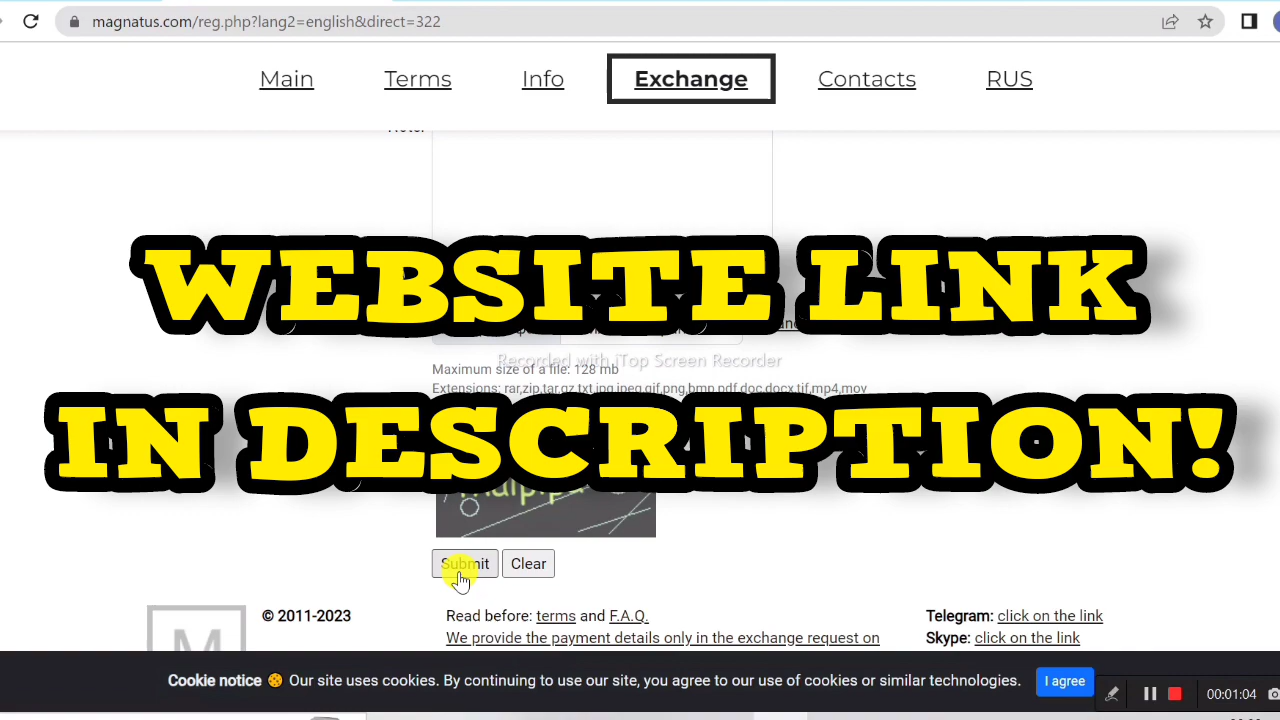 magnatus.com/reg.php?lang2=english&direct=322
Main Terms Info Exchange Contacts RUS
WEBSITE LINK
Recorded with iTop Screen Recorder
Maximum size of a file: 128 mb
Extensions: rar,zip,tar,gz,txt,jpg,jpeg,gif,png,bmp,pdf,doc,docx,tif,mp4,mov
IN DESCRIPTION!
Submit Clear
© 2011-2023
Read before: terms and F.A.Q.
We provide the payment details only in the exchange request on
Telegram: click on the link
Skype: click on the link
M
Cookie notice 🍪 Our site uses cookies. By continuing to use our site, you agree to our use of cookies or similar technologies. I agree
00:01:04